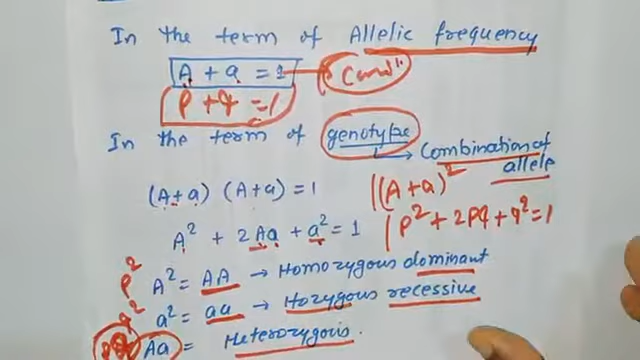 In the term of Allelic frequency
A + a = 1 → Cond"
P + q = 1
In the term of genotype → Combination of allele
(A+a) (A+a) = 1
(A+a)²
A² + 2Aa + a² = 1
P² + 2Pq + q² = 1
P² A² = AA → Homozygous dominant
q² a² = aa → Hozygous recessive
Aa = Heterozygous.